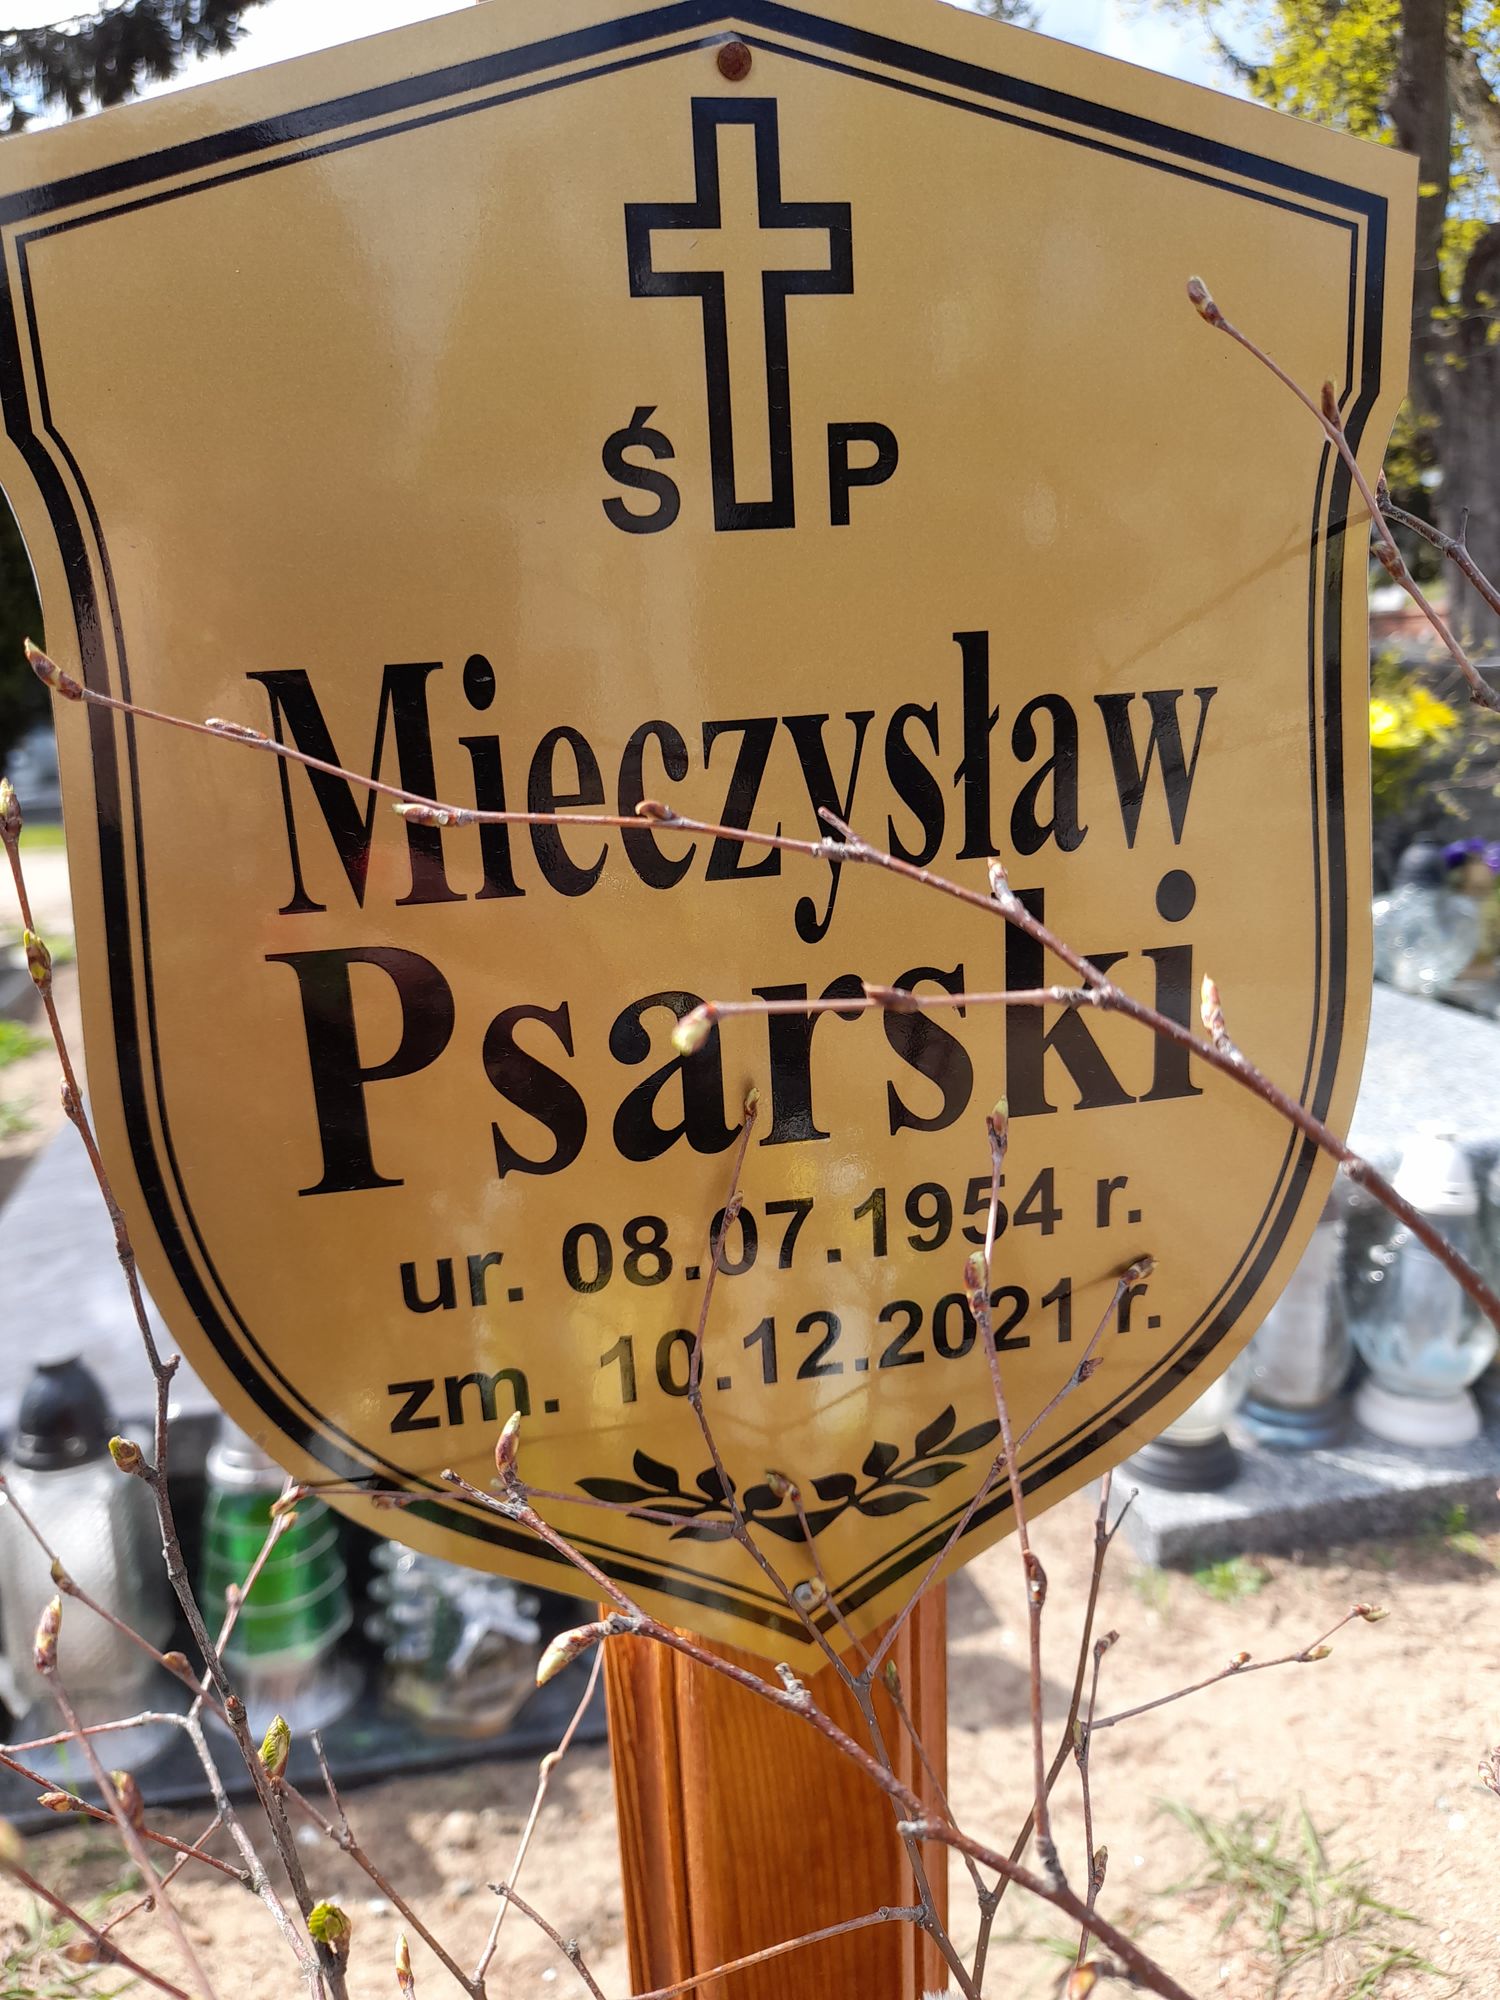 Ś P
Mieczysław
Psarski
ur. 08.07.1954 r.
zm. 10.12.2021 r.